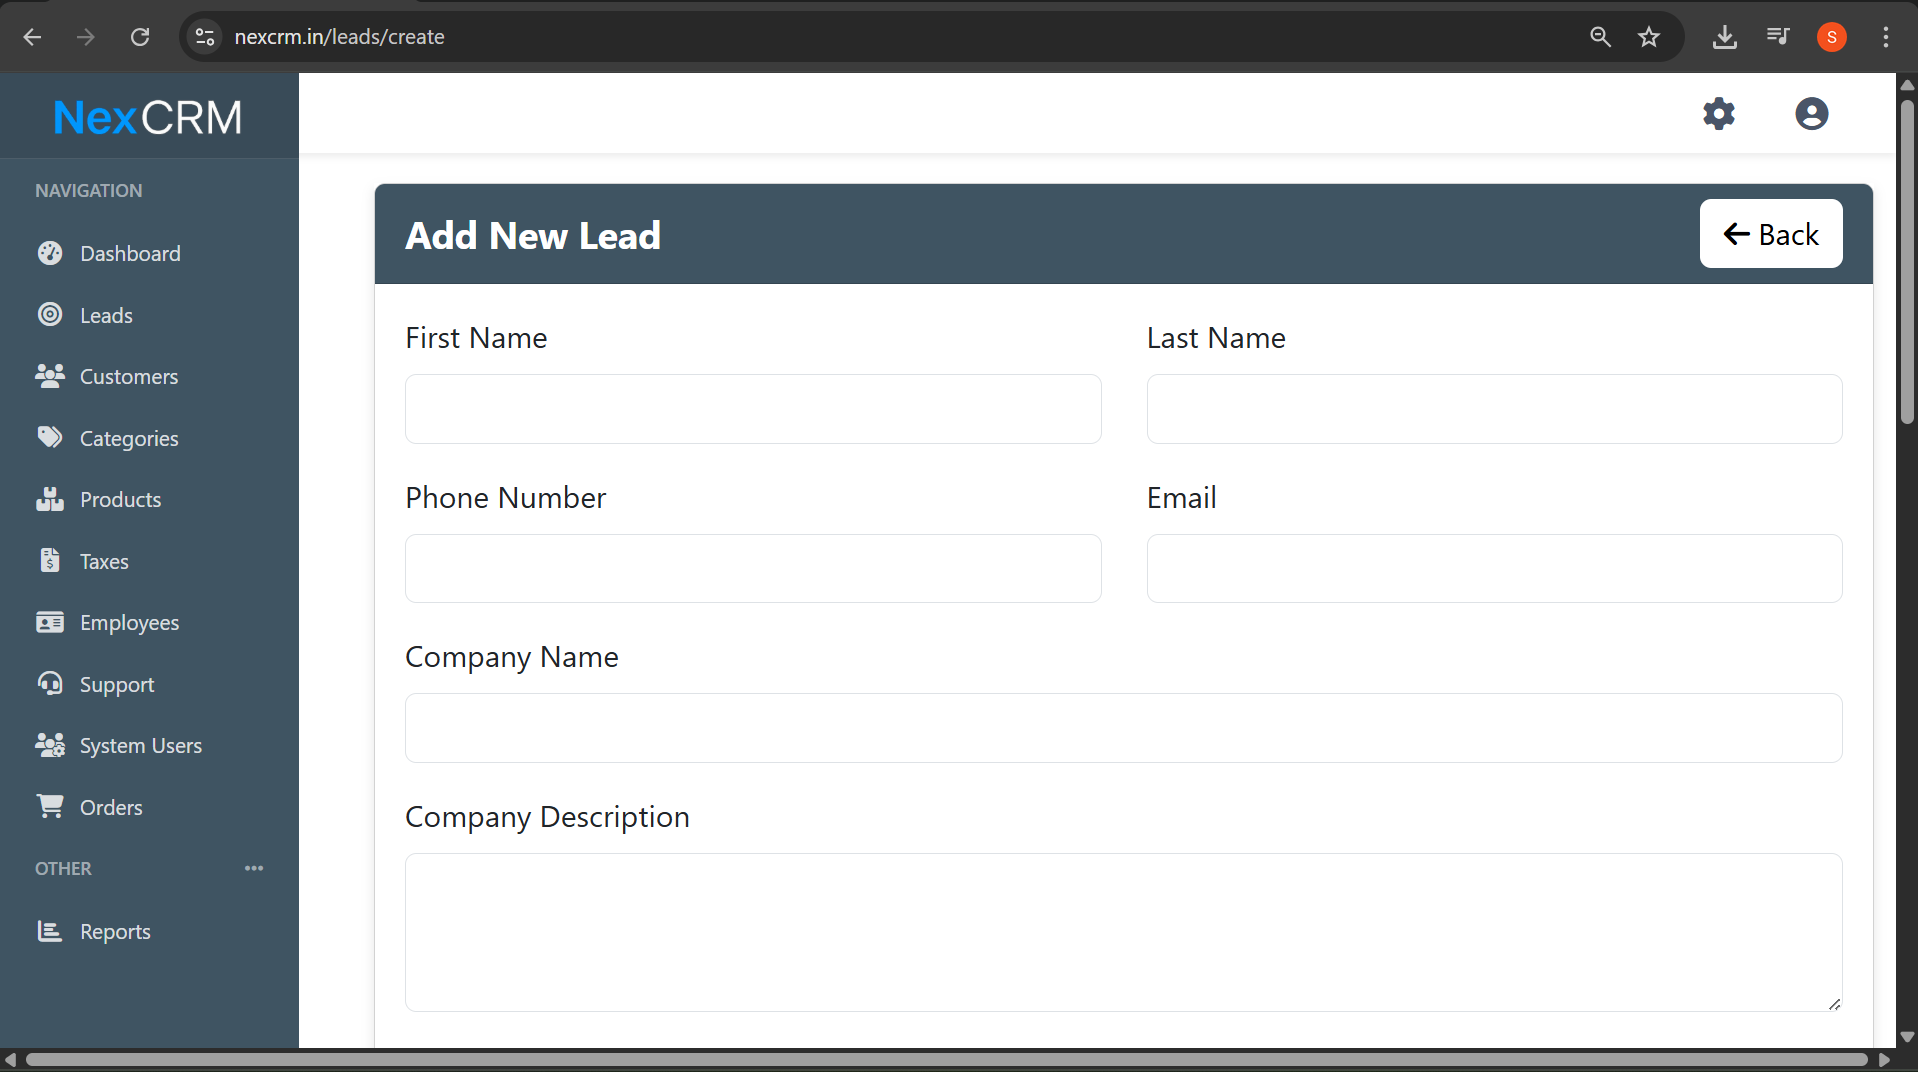 nexcrm.in/leads/create
S
NexCRM
NAVIGATION
Dashboard
Leads
Customers
Categories
Products
Taxes
Employees
Support
System Users
Orders
OTHER
Reports
Add New Lead
Back
First Name
Last Name
Phone Number
Email
Company Name
Company Description